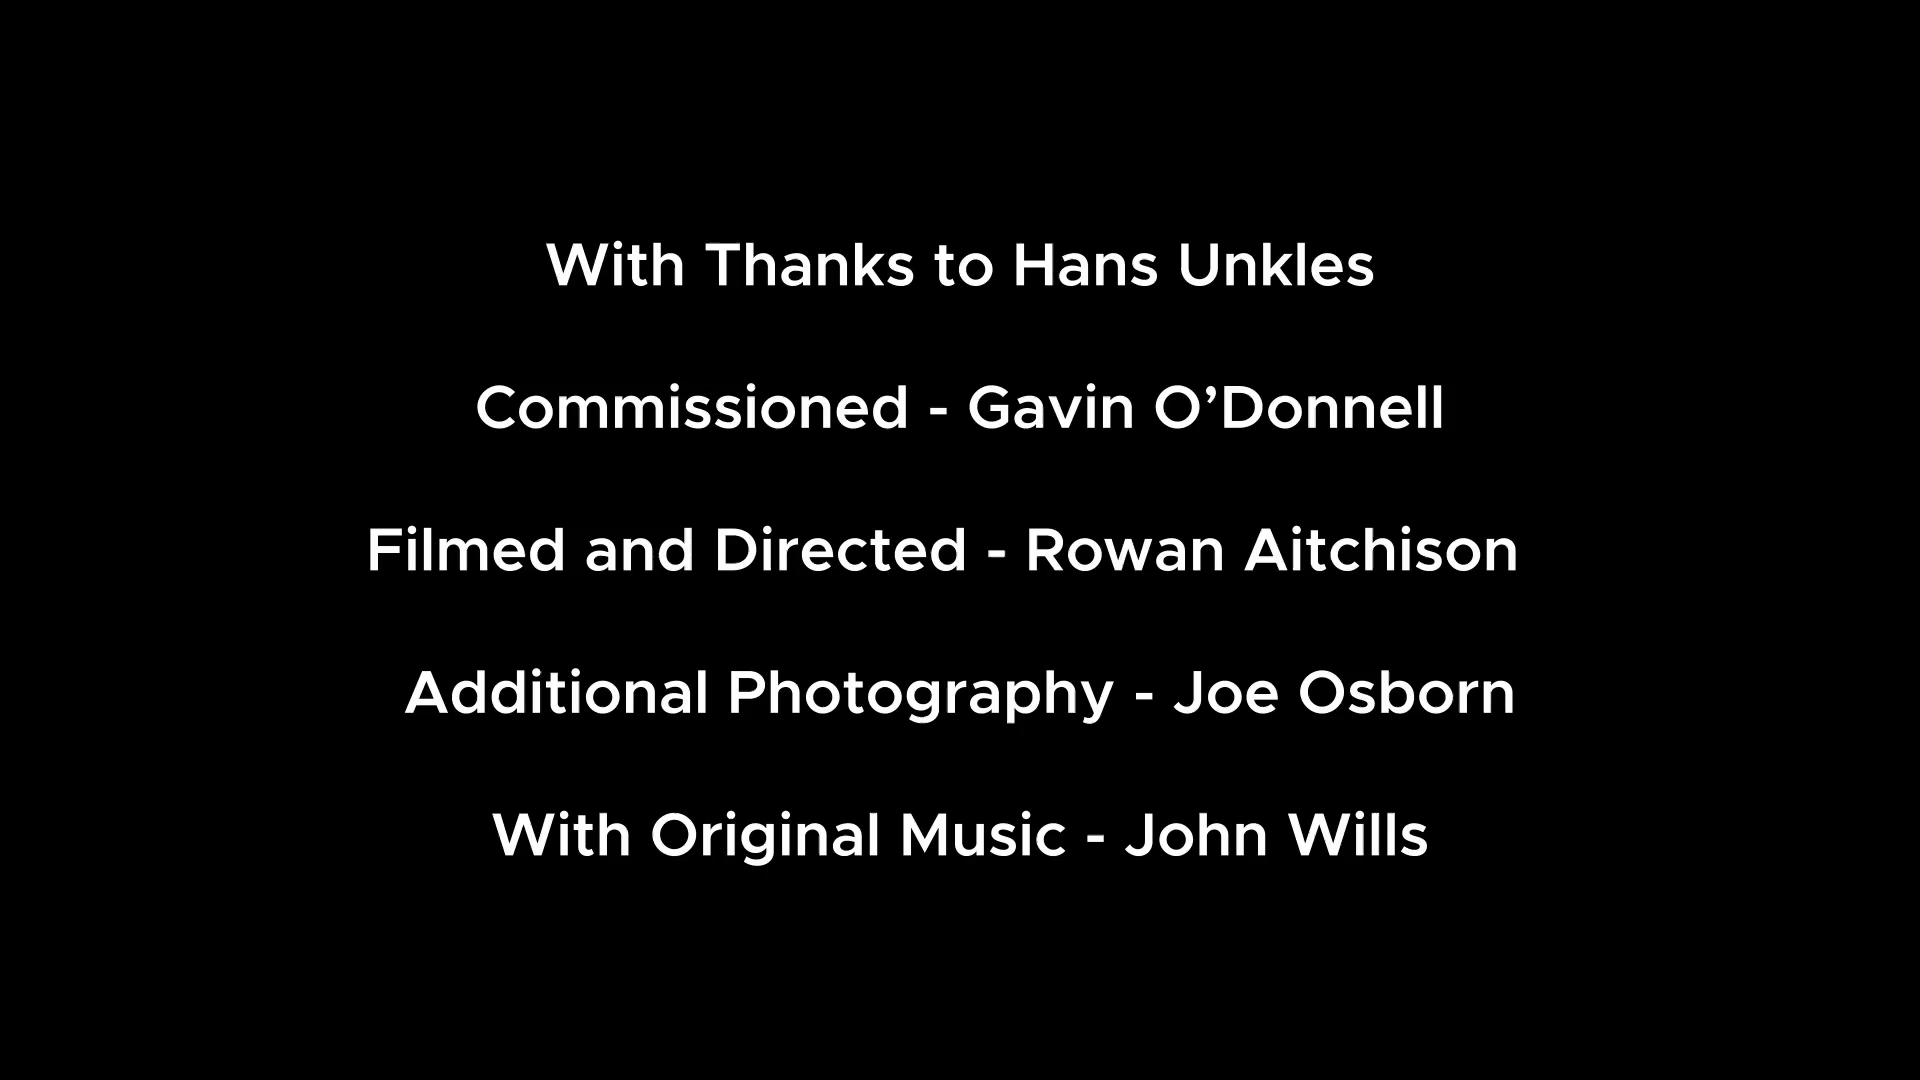 With Thanks to Hans Unkles
Commissioned - Gavin O’Donnell
Filmed and Directed - Rowan Aitchison
Additional Photography - Joe Osborn
With Original Music - John Wills